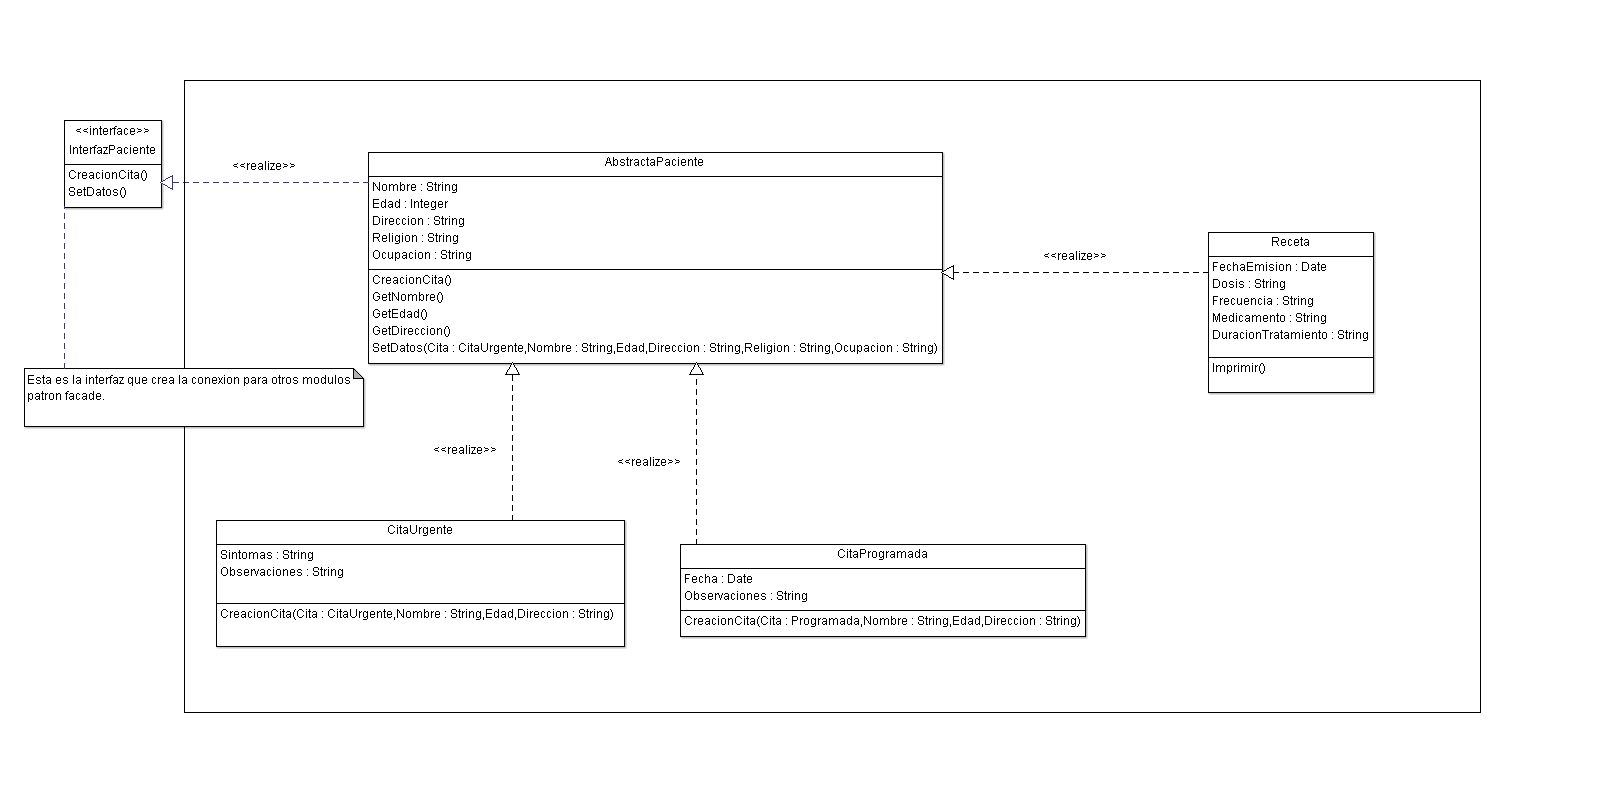 <<interface>>
InterfazPaciente
CreacionCita()
SetDatos()
<<realize>>
AbstractaPaciente
Nombre : String
Edad : Integer
Direccion : String
Religion : String
Ocupacion : String
CreacionCita()
GetNombre()
GetEdad()
GetDireccion()
SetDatos(Cita : CitaUrgente,Nombre : String,Edad,Direccion : String,Religion : String,Ocupacion : String)
<<realize>>
Receta
FechaEmision : Date
Dosis : String
Frecuencia : String
Medicamento : String
DuracionTratamiento : String
Imprimir()
Esta es la interfaz que crea la conexion para otros modulos
patron facade.
<<realize>>
<<realize>>
CitaUrgente
Sintomas : String
Observaciones : String
CreacionCita(Cita : CitaUrgente,Nombre : String,Edad,Direccion : String)
CitaProgramada
Fecha : Date
Observaciones : String
CreacionCita(Cita : Programada,Nombre : String,Edad,Direccion : String)